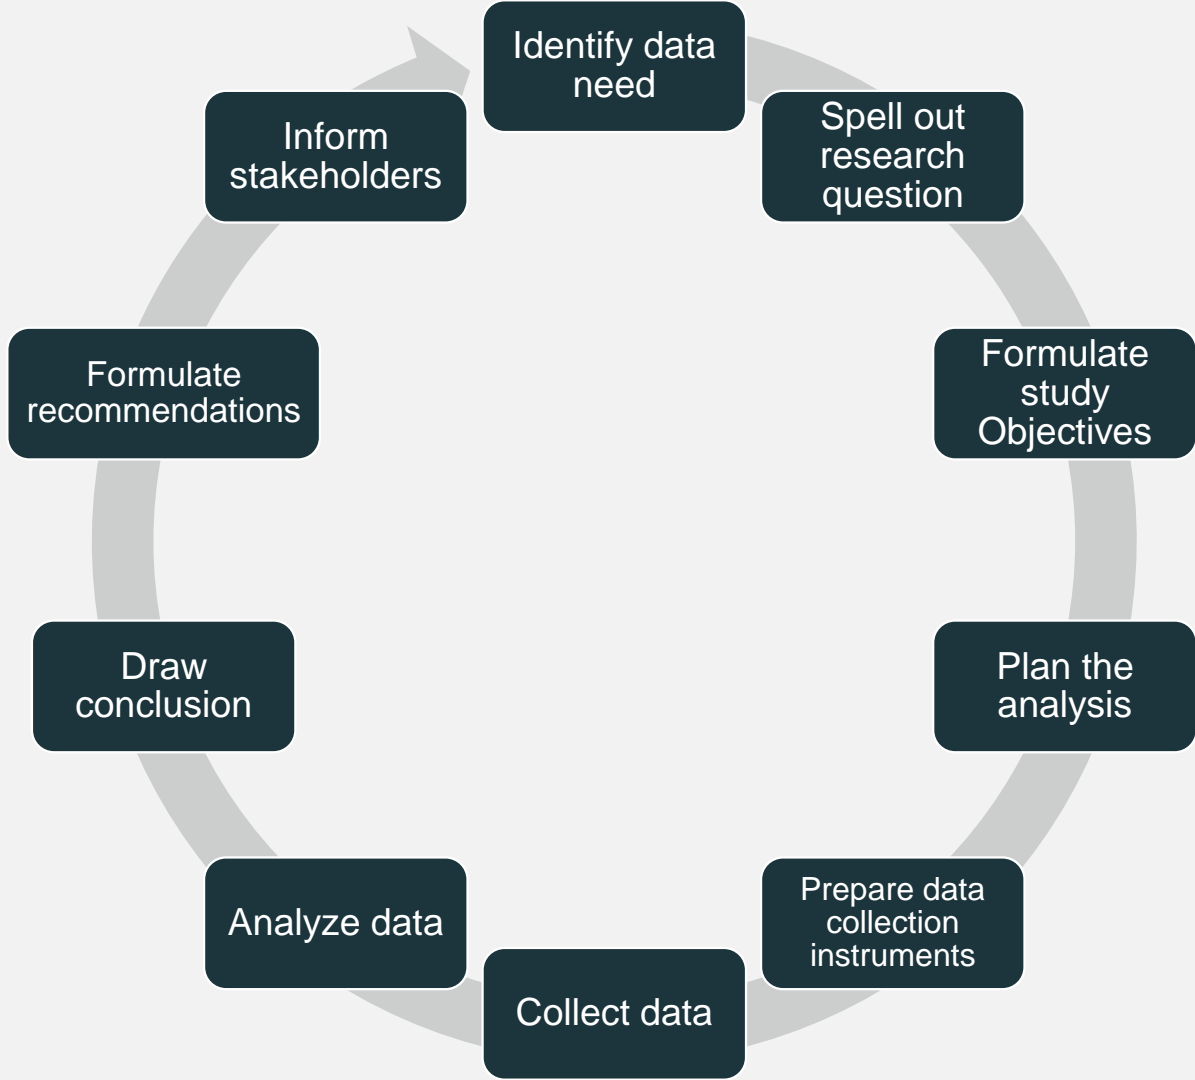 Identify data
need
Spell out
research
question
Formulate
study
Objectives
Plan the
analysis
Prepare data
collection
instruments
Collect data
Analyze data
Draw
conclusion
Formulate
recommendations
Inform
stakeholders